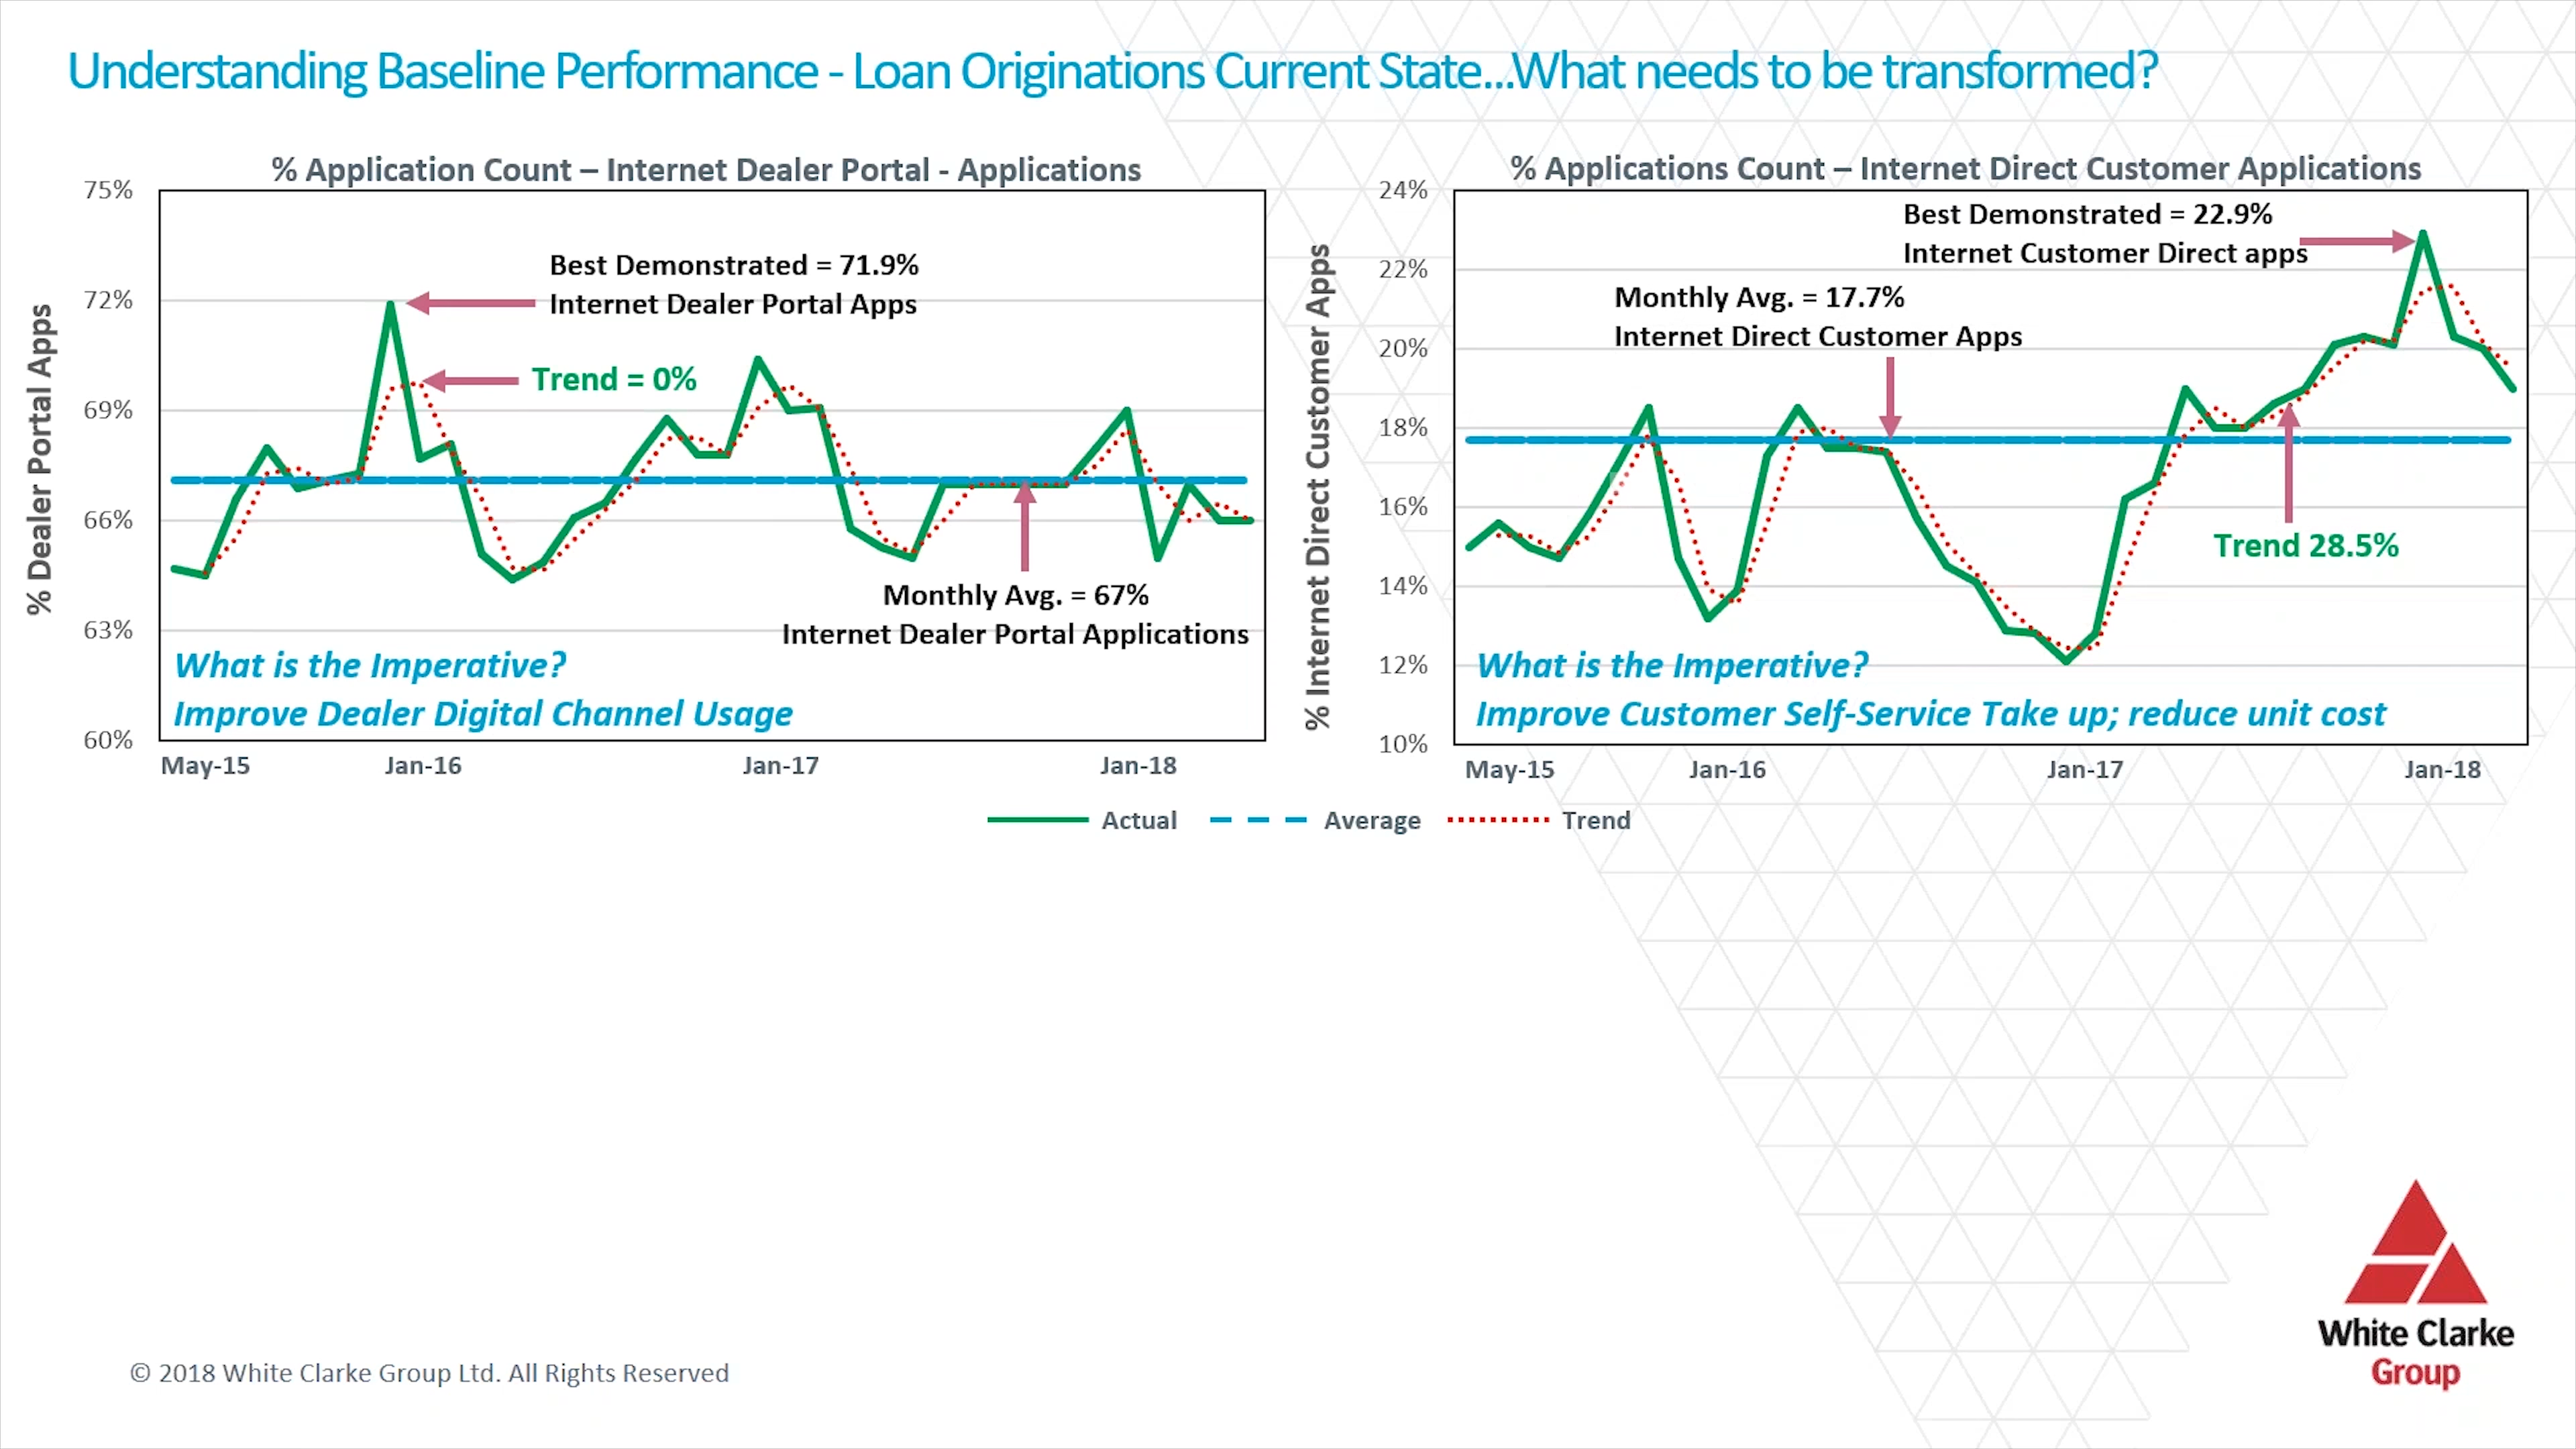 Understanding Baseline Performance - Loan Originations Current State...What needs to be transformed?
% Application Count – Internet Dealer Portal - Applications
% Dealer Portal Apps
75%
72%
69%
66%
63%
60%
Best Demonstrated = 71.9%
Internet Dealer Portal Apps
Trend = 0%
Monthly Avg. = 67%
Internet Dealer Portal Applications
What is the Imperative?
Improve Dealer Digital Channel Usage
May-15
Jan-16
Jan-17
Jan-18
% Applications Count – Internet Direct Customer Applications
% Internet Direct Customer Apps
24%
22%
20%
18%
16%
14%
12%
10%
Best Demonstrated = 22.9%
Internet Customer Direct apps
Monthly Avg. = 17.7%
Internet Direct Customer Apps
Trend 28.5%
What is the Imperative?
Improve Customer Self-Service Take up; reduce unit cost
May-15
Jan-16
Jan-17
Jan-18
Actual
Average
Trend
White Clarke
Group
© 2018 White Clarke Group Ltd. All Rights Reserved